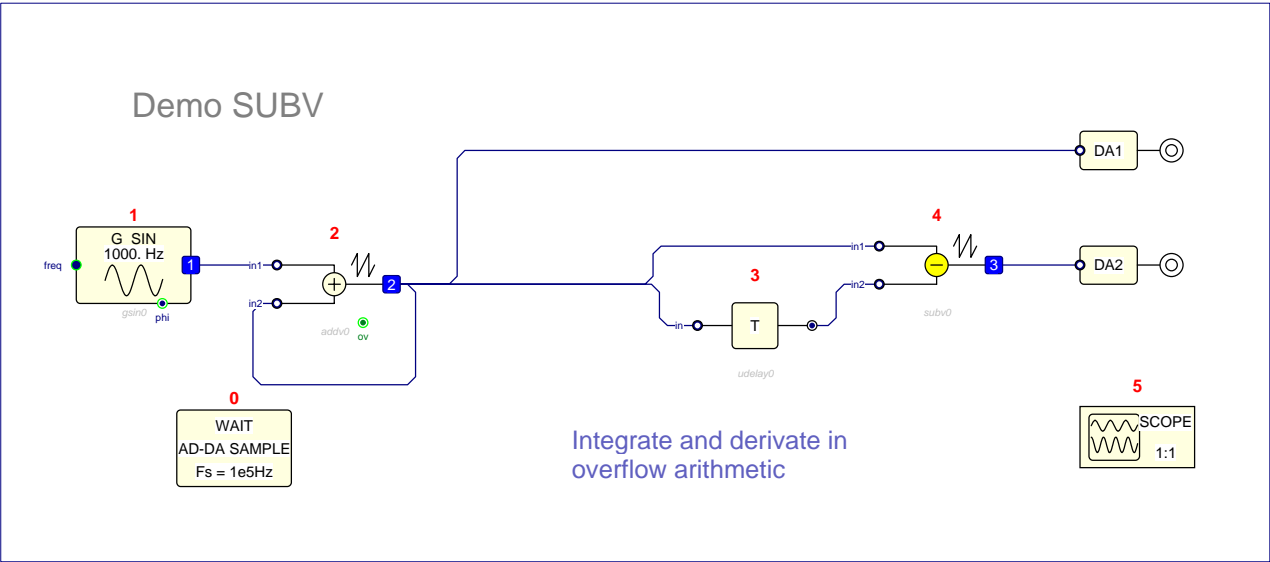 Demo SUBV
DA1
1
G SIN
1000. Hz
freq
1
gsin0
phi
2
in1
in2
2
addv0
ov
3
in
T
udelay0
4
in1
in2
3
subv0
DA2
0
WAIT
AD-DA SAMPLE
Fs = 1e5Hz
Integrate and derivate in
overflow arithmetic
5
SCOPE
1:1